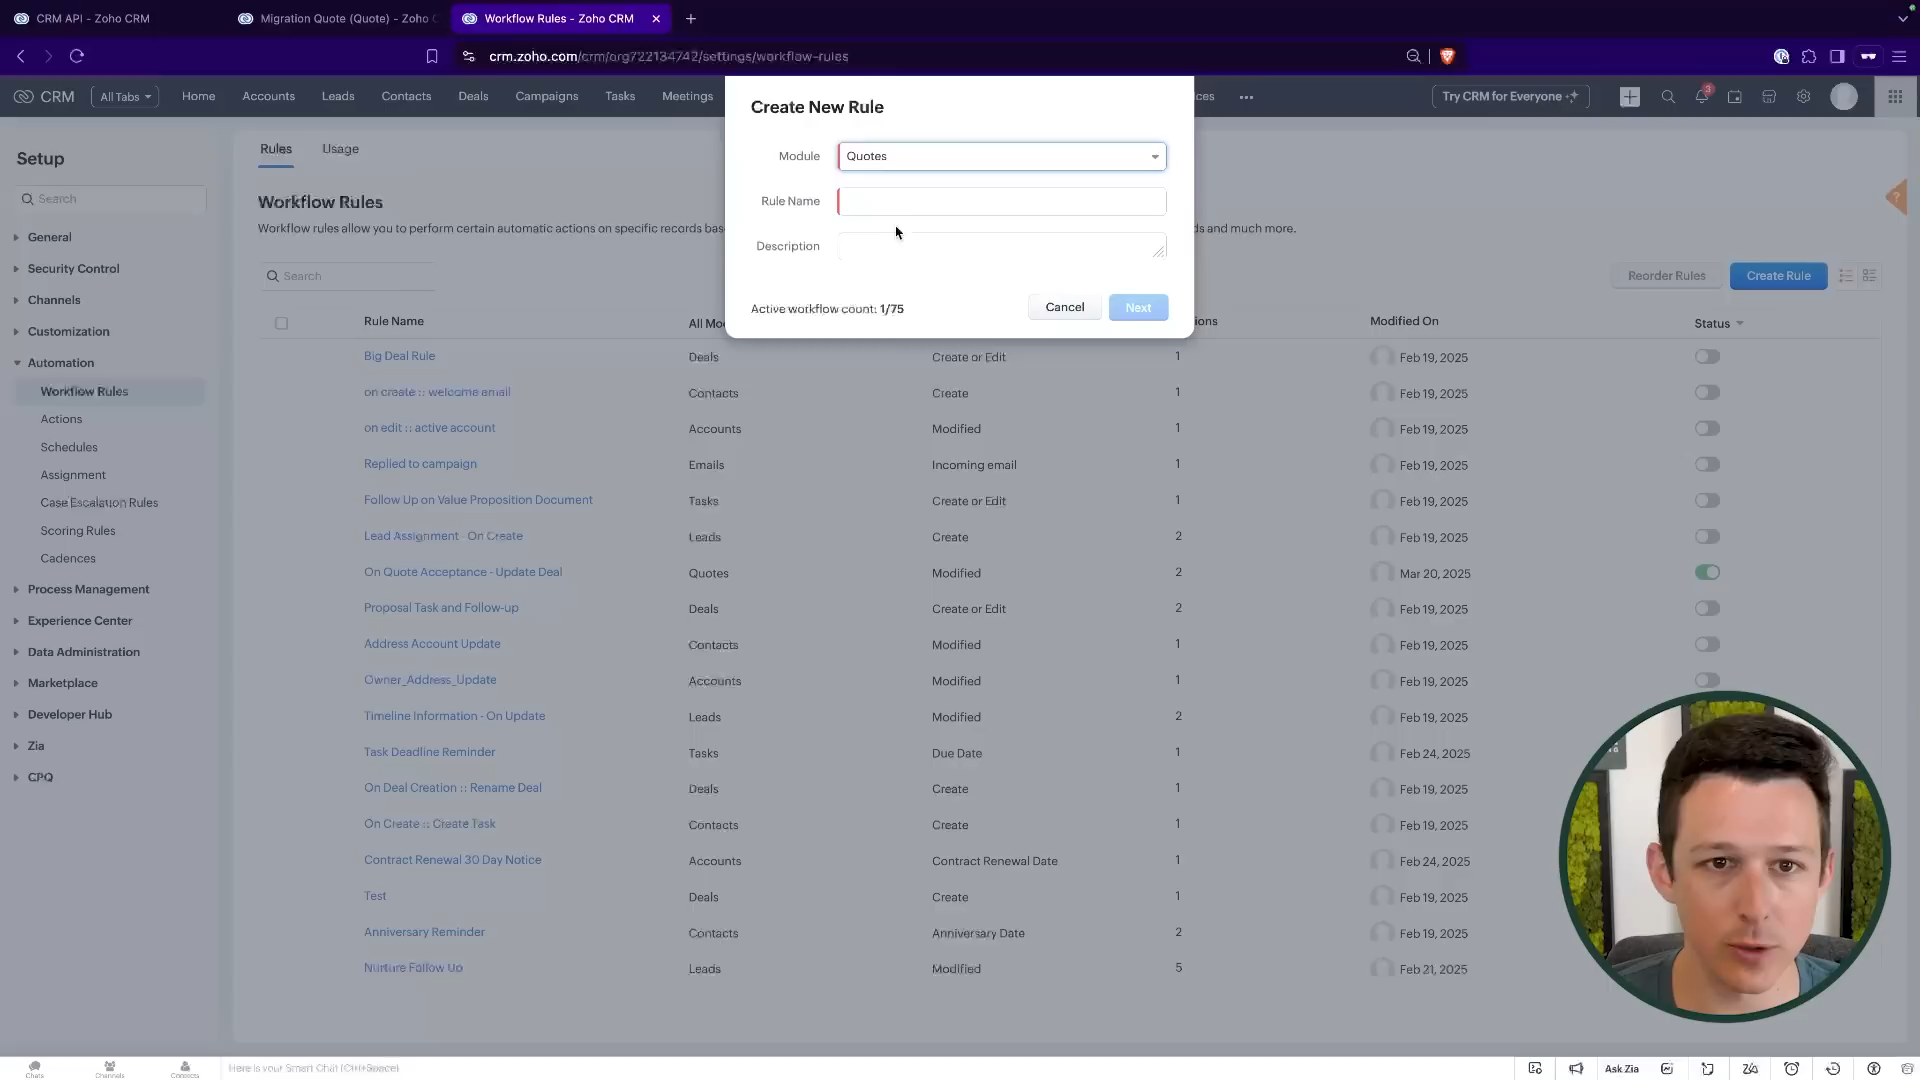 CRM API - Zoho CRM
Migration Quote (Quote) - Zoho C
Workflow Rules - Zoho CRM
crm.zoho.com/crm/org722134742/settings/workflow-rules
CRM
All Tabs
Home
Accounts
Leads
Contacts
Deals
Campaigns
Tasks
Meetings
ces
Try CRM for Everyone
3
Create New Rule
Module
Quotes
Rule Name
Description
Active workflow count: 1/75
Cancel
Next
Setup
Search
General
Security Control
Channels
Customization
Automation
Workflow Rules
Actions
Schedules
Assignment
Case Escalation Rules
Scoring Rules
Cadences
Process Management
Experience Center
Data Administration
Marketplace
Developer Hub
Zia
CPQ
Rules
Usage
Workflow Rules
Workflow rules allow you to perform certain automatic actions on specific records bas
ds and much more.
?
Search
Reorder Rules
Create Rule
Rule Name
All Mo
ions
Modified On
Status
Big Deal Rule
Deals
Create or Edit
1
Feb 19, 2025
on create :: welcome email
Contacts
Create
1
Feb 19, 2025
on edit :: active account
Accounts
Modified
1
Feb 19, 2025
Replied to campaign
Emails
Incoming email
1
Feb 19, 2025
Follow Up on Value Proposition Document
Tasks
Create or Edit
1
Feb 19, 2025
Lead Assignment - On Create
Leads
Create
2
Feb 19, 2025
On Quote Acceptance - Update Deal
Quotes
Modified
2
Mar 20, 2025
Proposal Task and Follow-up
Deals
Create or Edit
2
Feb 19, 2025
Address Account Update
Contacts
Modified
1
Feb 19, 2025
Owner_Address_Update
Accounts
Modified
1
Feb 19, 2025
Timeline Information - On Update
Leads
Modified
2
Feb 19, 2025
Task Deadline Reminder
Tasks
Due Date
1
Feb 24, 2025
On Deal Creation :: Rename Deal
Deals
Create
1
Feb 19, 2025
On Create :: Create Task
Contacts
Create
1
Feb 19, 2025
Contract Renewal 30 Day Notice
Accounts
Contract Renewal Date
1
Feb 24, 2025
Test
Deals
Create
1
Feb 19, 2025
Anniversary Reminder
Contacts
Anniversary Date
2
Feb 19, 2025
Nurture Follow Up
Leads
Modified
5
Feb 21, 2025
Chats
Channels
Contacts
Here is your Smart Chat (Ctrl+Space)
Ask Zia